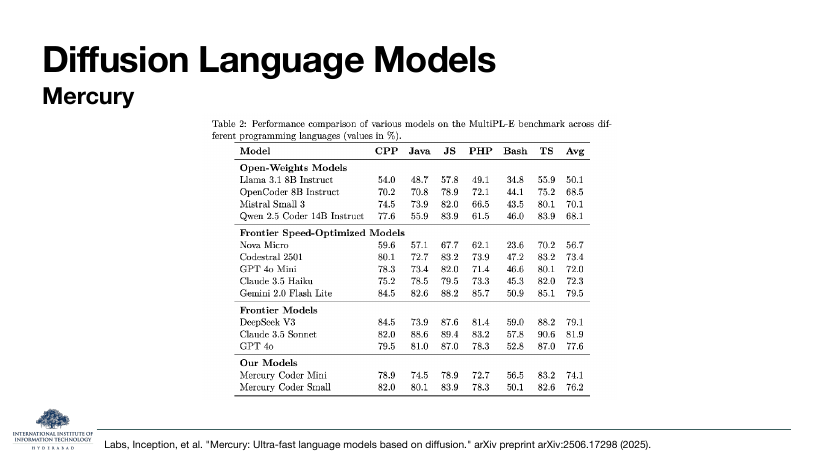 Diffusion Language Models
Mercury
Table 2: Performance comparison of various models on the MultiPL-E benchmark across dif-
ferent programming languages (values in %).
Model CPP Java JS PHP Bash TS Avg
Open-Weights Models
Llama 3.1 8B Instruct 54.0 48.7 57.8 49.1 34.8 55.9 50.1
OpenCoder 8B Instruct 70.2 70.8 78.9 72.1 44.1 75.2 68.5
Mistral Small 3 74.5 73.9 82.0 66.5 43.5 80.1 70.1
Qwen 2.5 Coder 14B Instruct 77.6 55.9 83.9 61.5 46.0 83.9 68.1
Frontier Speed-Optimized Models
Nova Micro 59.6 57.1 67.7 62.1 23.6 70.2 56.7
Codestral 2501 80.1 72.7 83.2 73.9 47.2 83.2 73.4
GPT 4o Mini 78.3 73.4 82.0 71.4 46.6 80.1 72.0
Claude 3.5 Haiku 75.2 78.5 79.5 73.3 45.3 82.0 72.3
Gemini 2.0 Flash Lite 84.5 82.6 88.2 85.7 50.9 85.1 79.5
Frontier Models
DeepSeek V3 84.5 73.9 87.6 81.4 59.0 88.2 79.1
Claude 3.5 Sonnet 82.0 88.6 89.4 83.2 57.8 90.6 81.9
GPT 4o 79.5 81.0 87.0 78.3 52.8 87.0 77.6
Our Models
Mercury Coder Mini 78.9 74.5 78.9 72.7 56.5 83.2 74.1
Mercury Coder Small 82.0 80.1 83.9 78.3 50.1 82.6 76.2
INTERNATIONAL INSTITUTE OF
INFORMATION TECHNOLOGY
HYDERABAD
Labs, Inception, et al. "Mercury: Ultra-fast language models based on diffusion." arXiv preprint arXiv:2506.17298 (2025).